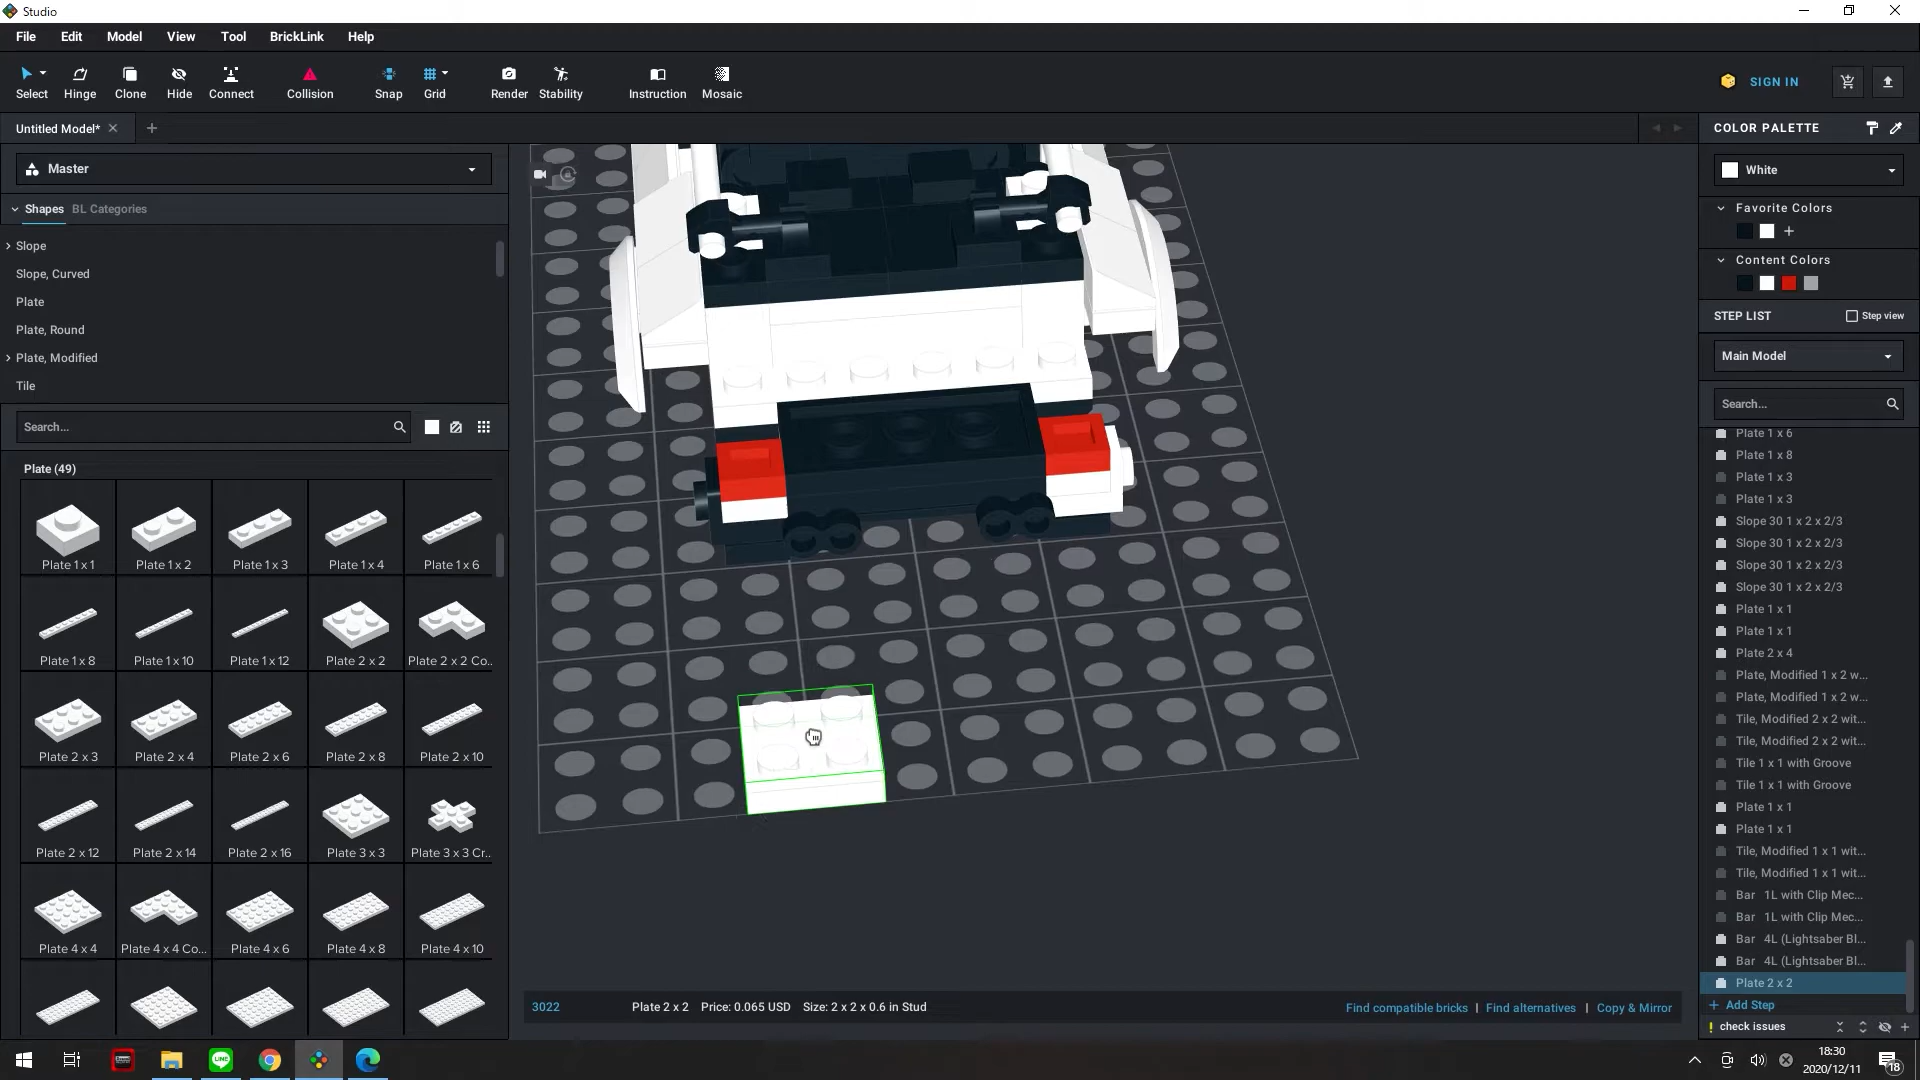 Studio
File Edit Model View Tool BrickLink Help
Select Hinge Clone Hide Connect Collision Snap Grid Render Stability Instruction Mosaic
SIGN IN
Untitled Model*
Master
Shapes BL Categories
Slope
Slope, Curved
Plate
Plate, Round
Plate, Modified
Tile
Search...
Plate (49)
Plate 1 x 1 Plate 1 x 2 Plate 1 x 3 Plate 1 x 4 Plate 1 x 6
Plate 1 x 8 Plate 1 x 10 Plate 1 x 12 Plate 2 x 2 Plate 2 x 2 Co...
Plate 2 x 3 Plate 2 x 4 Plate 2 x 6 Plate 2 x 8 Plate 2 x 10
Plate 2 x 12 Plate 2 x 14 Plate 2 x 16 Plate 3 x 3 Plate 3 x 3 Cr...
Plate 4 x 4 Plate 4 x 4 Co... Plate 4 x 6 Plate 4 x 8 Plate 4 x 10
3022 Plate 2 x 2 Price: 0.065 USD Size: 2 x 2 x 0.6 in Stud
Find compatible bricks | Find alternatives | Copy & Mirror
COLOR PALETTE
White
Favorite Colors
Content Colors
STEP LIST Step view
Main Model
Search...
Plate 1 x 6
Plate 1 x 8
Plate 1 x 3
Plate 1 x 3
Slope 30 1 x 2 x 2/3
Slope 30 1 x 2 x 2/3
Slope 30 1 x 2 x 2/3
Slope 30 1 x 2 x 2/3
Plate 1 x 1
Plate 1 x 1
Plate 2 x 4
Plate, Modified 1 x 2 w...
Plate, Modified 1 x 2 w...
Tile, Modified 2 x 2 wit...
Tile, Modified 2 x 2 wit...
Tile 1 x 1 with Groove
Tile 1 x 1 with Groove
Plate 1 x 1
Plate 1 x 1
Tile, Modified 1 x 1 wit...
Tile, Modified 1 x 1 wit...
Bar 1L with Clip Mec...
Bar 1L with Clip Mec...
Bar 4L (Lightsaber Bl...
Bar 4L (Lightsaber Bl...
Plate 2 x 2
+ Add Step
! check issues
LINE
18:30
2020/12/11
18